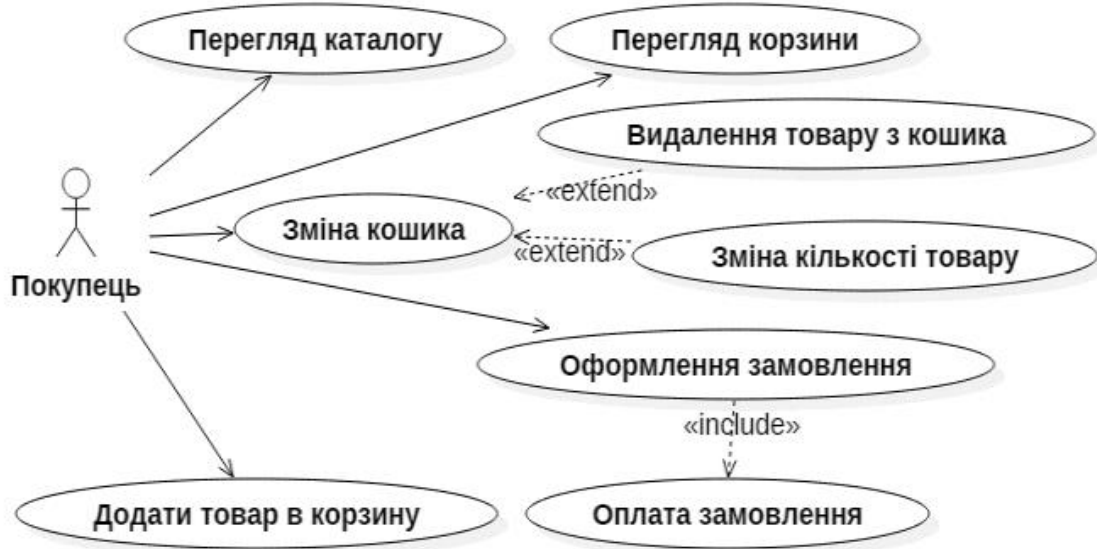 Перегляд каталогу
Перегляд корзини
Видалення товару з кошика
«extend»
Зміна кошика
«extend»
Зміна кількості товару
Покупець
Оформлення замовлення
«include»
Додати товар в корзину
Оплата замовлення